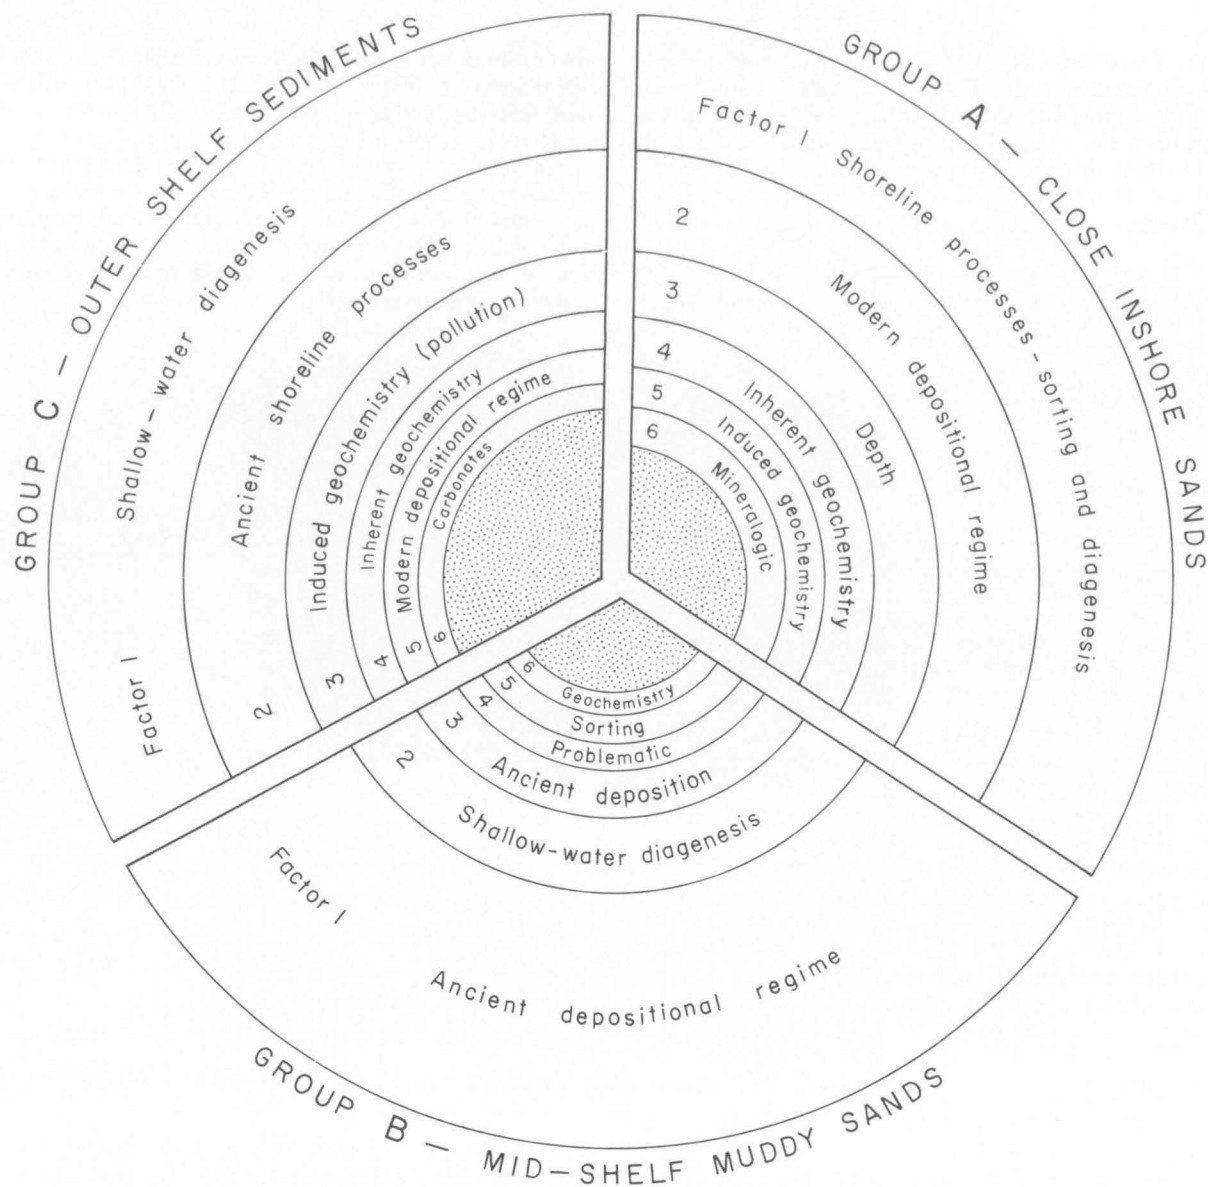 GROUP A — CLOSE INSHORE SANDS
Factor 1 Shoreline processes-sorting and diagenesis
2 Modern depositional regime
3 Depth
4 Inherent geochemistry
5 Induced geochemistry
6 Mineralogic
GROUP B — MID-SHELF MUDDY SANDS
Factor 1 Ancient depositional regime
2 Shallow-water diagenesis
3 Ancient deposition
4 Problematic
5 Sorting
6 Geochemistry
GROUP C — OUTER SHELF SEDIMENTS
Factor 1 Shallow-water diagenesis
2 Ancient shoreline processes
3 Induced geochemistry (pollution)
4 Inherent geochemistry
5 Modern depositional regime
6 Carbonates